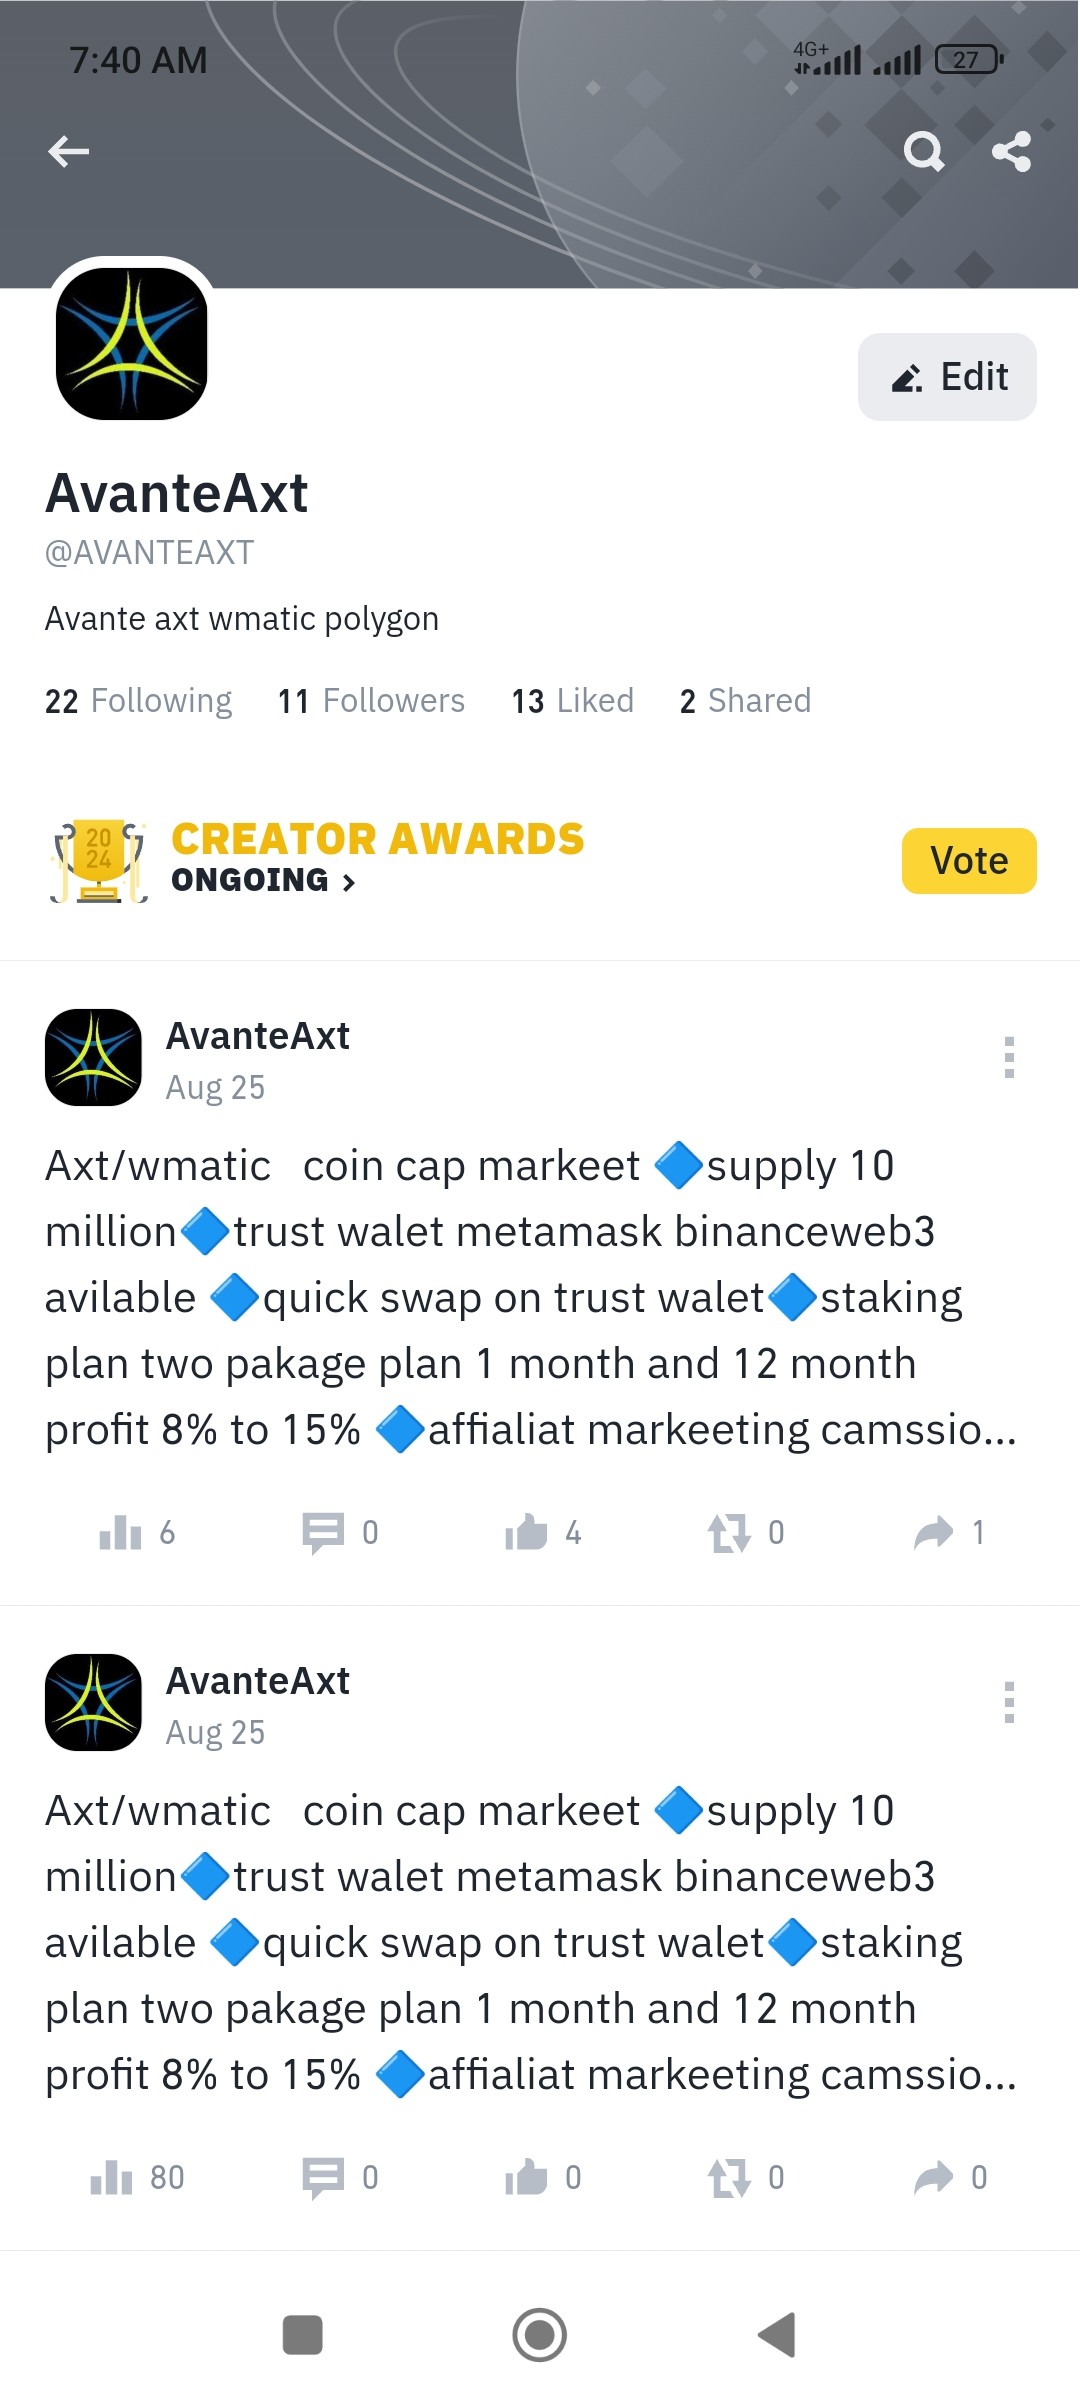 7:40 AM
4G+
27
Edit
AvanteAxt
@AVANTEAXT
Avante axt wmatic polygon
22 Following 11 Followers 13 Liked 2 Shared
20
24
CREATOR AWARDS
ONGOING >
Vote
AvanteAxt
Aug 25
Axt/wmatic coin cap markeet 🔷supply 10
million🔷trust walet metamask binanceweb3
avilable 🔷quick swap on trust walet🔷staking
plan two pakage plan 1 month and 12 month
profit 8% to 15% 🔷affialiat markeeting camssio...
6 0 4 0 1
AvanteAxt
Aug 25
Axt/wmatic coin cap markeet 🔷supply 10
million🔷trust walet metamask binanceweb3
avilable 🔷quick swap on trust walet🔷staking
plan two pakage plan 1 month and 12 month
profit 8% to 15% 🔷affialiat markeeting camssio...
80 0 0 0 0